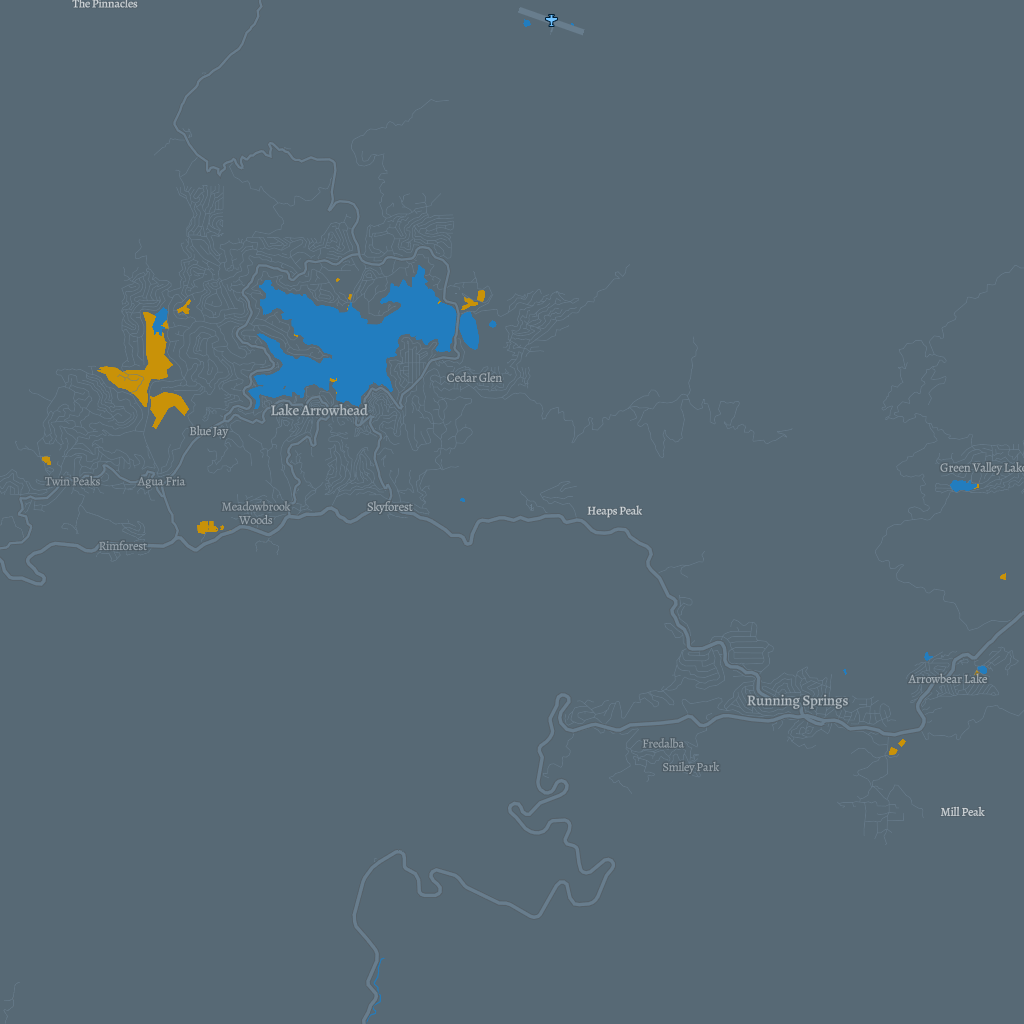 The Pinnacles
Cedar Glen
Lake Arrowhead
Blue Jay
Green Valley Lake
Twin Peaks
Agua Fria
Meadowbrook
Woods
Skyforest
Heaps Peak
Rimforest
Arrowbear Lake
Running Springs
Fredalba
Smiley Park
Mill Peak